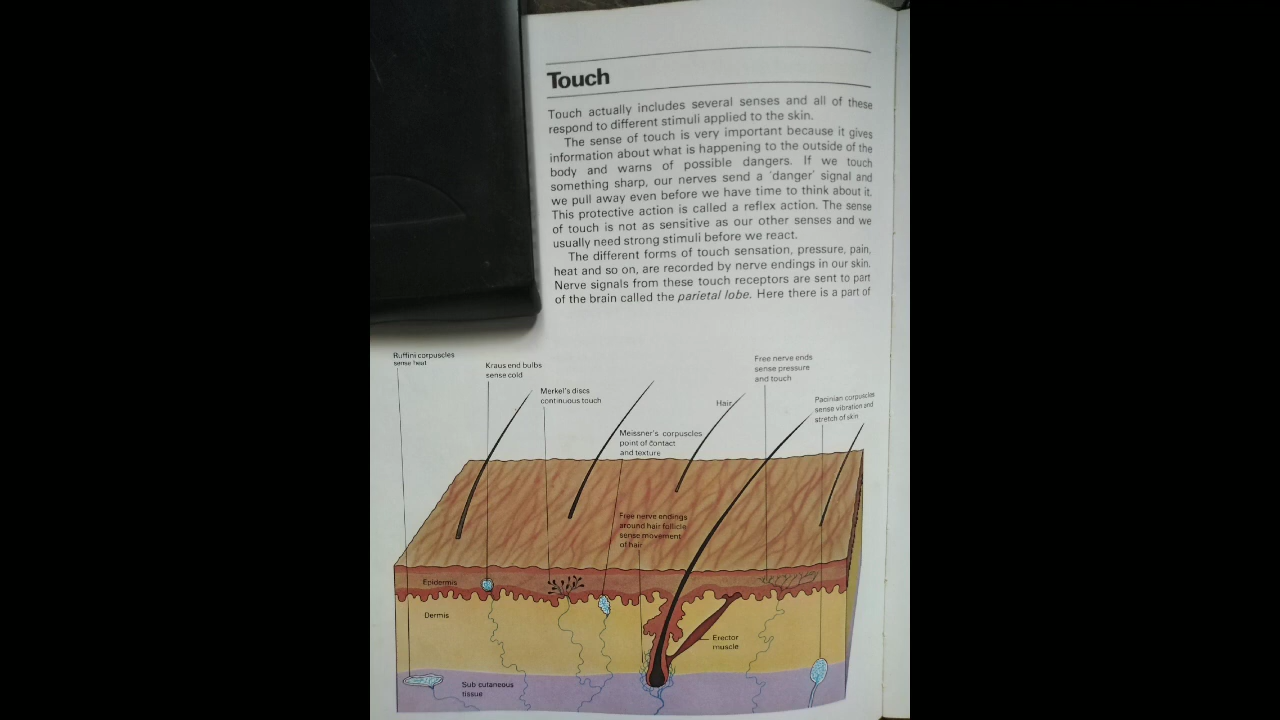 Touch
Touch actually includes several senses and all of these
respond to different stimuli applied to the skin.
The sense of touch is very important because it gives
information about what is happening to the outside of the
body and warns of possible dangers. If we touch
something sharp, our nerves send a 'danger' signal and
we pull away even before we have time to think about it.
This protective action is called a reflex action. The sense
of touch is not as sensitive as our other senses and we
usually need strong stimuli before we react.
The different forms of touch sensation, pressure, pain,
heat and so on, are recorded by nerve endings in our skin.
Nerve signals from these touch receptors are sent to part
of the brain called the parietal lobe. Here there is a part of
Ruffini corpuscles
sense heat
Kraus end bulbs
sense cold
Merkel's discs
continuous touch
Meissner's corpuscles
point of contact
and texture
Hair
Free nerve ends
sense pressure
and touch
Pacinian corpuscles
sense vibration and
stretch of skin
Free nerve endings
around hair follicle
sense movement
of hair
Epidermis
Dermis
Erector
muscle
Sub cutaneous
tissue